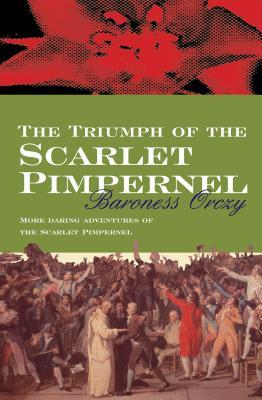 THE TRIUMPH OF THE
SCARLET
PIMPERNEL
Baroness Orczy
MORE DARING ADVENTURES OF
THE SCARLET PIMPERNEL